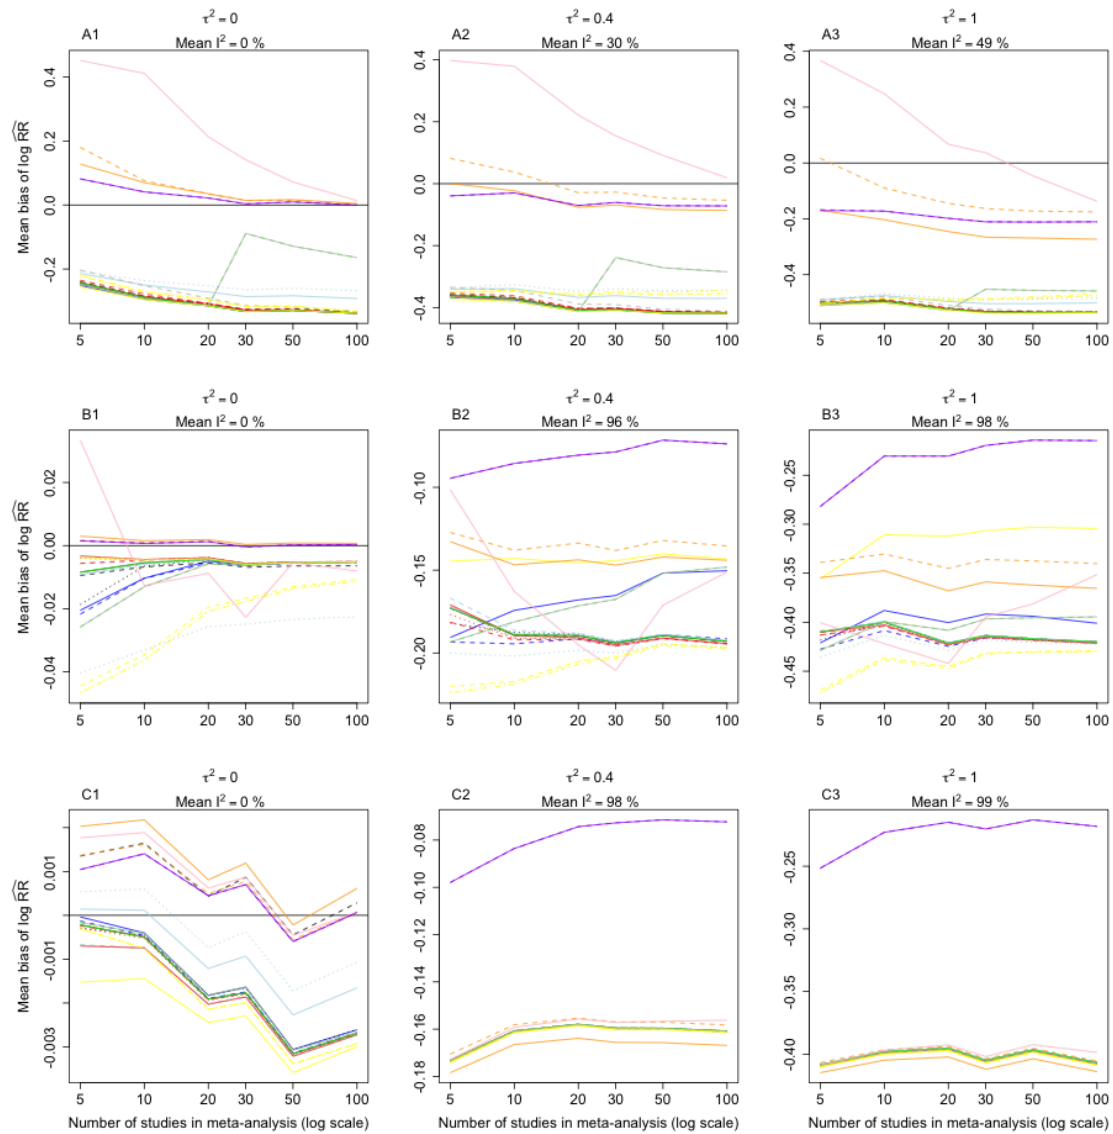 τ² = 0
A1 Mean I² = 0 %
Mean bias of log R̂R̂
0.4
0.2
0.0
-0.2
5 10 20 30 50 100
τ² = 0.4
A2 Mean I² = 30 %
0.4
0.2
0.0
-0.2
-0.4
5 10 20 30 50 100
τ² = 1
A3 Mean I² = 49 %
0.4
0.2
0.0
-0.2
-0.4
5 10 20 30 50 100
τ² = 0
B1 Mean I² = 0 %
Mean bias of log R̂R̂
0.02
0.00
-0.02
-0.04
5 10 20 30 50 100
τ² = 0.4
B2 Mean I² = 96 %
-0.10
-0.15
-0.20
5 10 20 30 50 100
τ² = 1
B3 Mean I² = 98 %
-0.25
-0.30
-0.35
-0.40
-0.45
5 10 20 30 50 100
τ² = 0
C1 Mean I² = 0 %
Mean bias of log R̂R̂
0.001
-0.001
-0.003
5 10 20 30 50 100
Number of studies in meta-analysis (log scale)
τ² = 0.4
C2 Mean I² = 98 %
-0.08
-0.10
-0.12
-0.14
-0.16
-0.18
5 10 20 30 50 100
Number of studies in meta-analysis (log scale)
τ² = 1
C3 Mean I² = 99 %
-0.25
-0.30
-0.35
-0.40
5 10 20 30 50 100
Number of studies in meta-analysis (log scale)